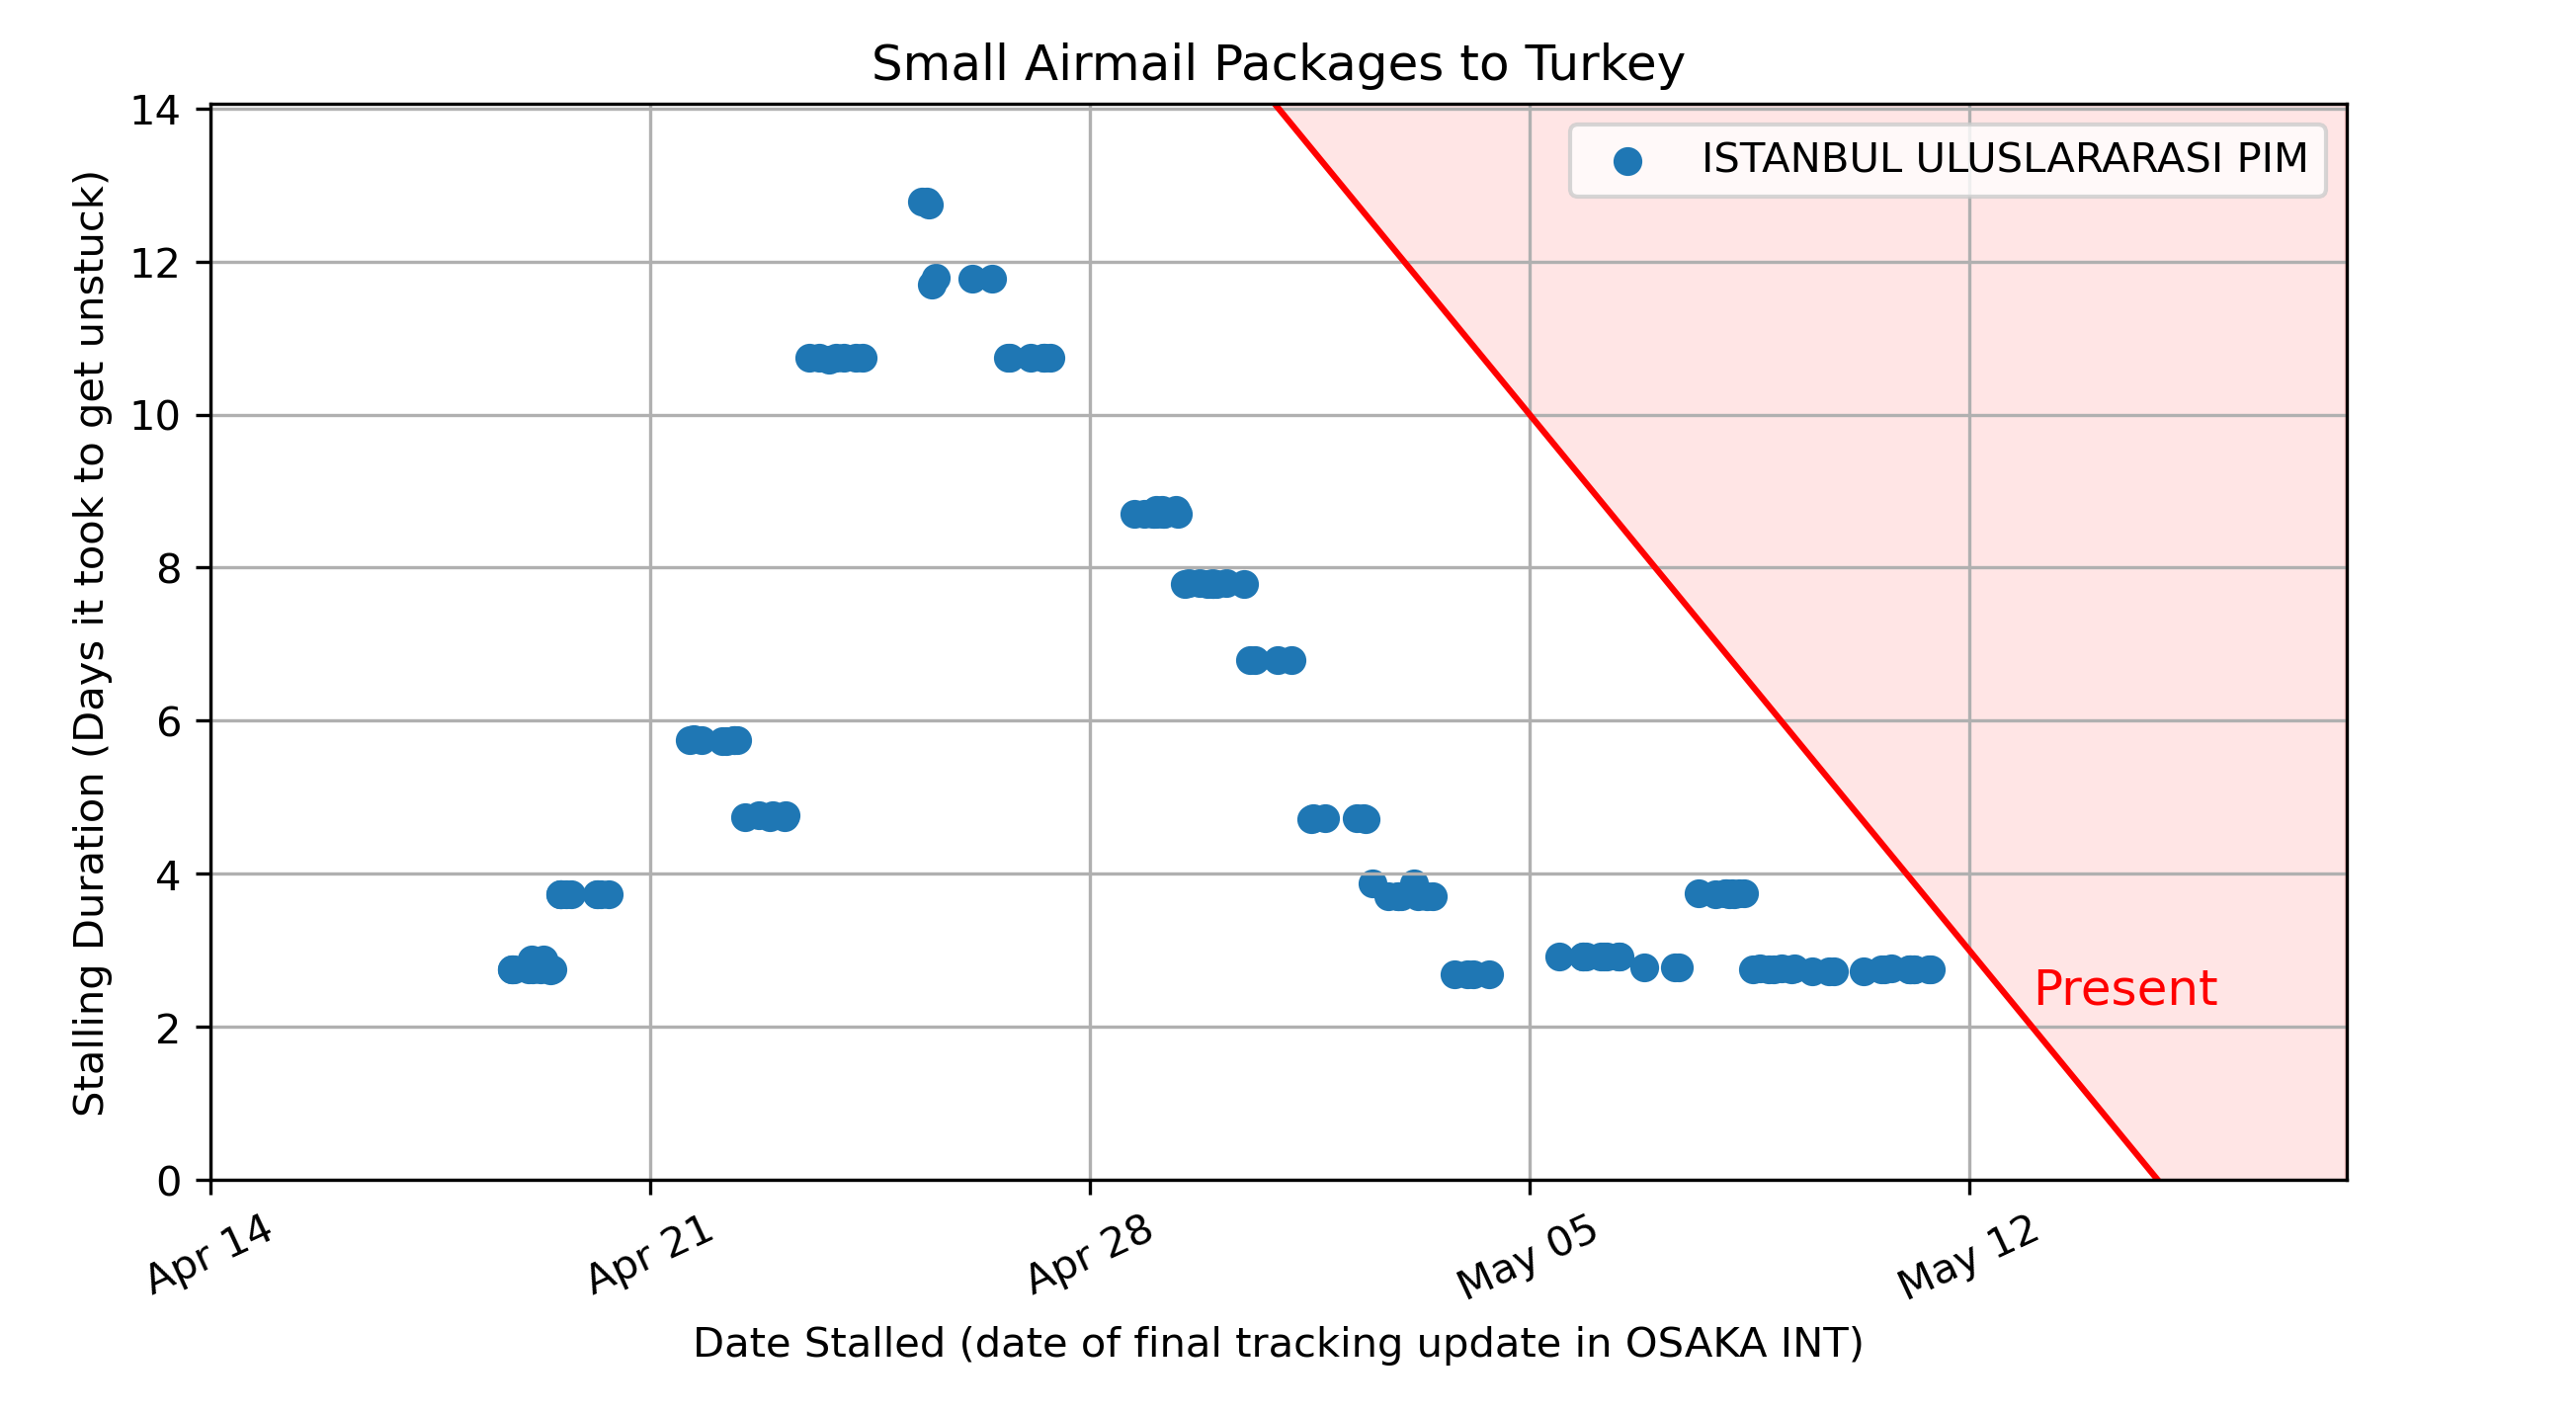 Small Airmail Packages to Turkey
Stalling Duration (Days it took to get unstuck)
14
12
10
8
6
4
2
0
ISTANBUL ULUSLARARASI PIM
Present
Apr 14
Apr 21
Apr 28
May 05
May 12
Date Stalled (date of final tracking update in OSAKA INT)